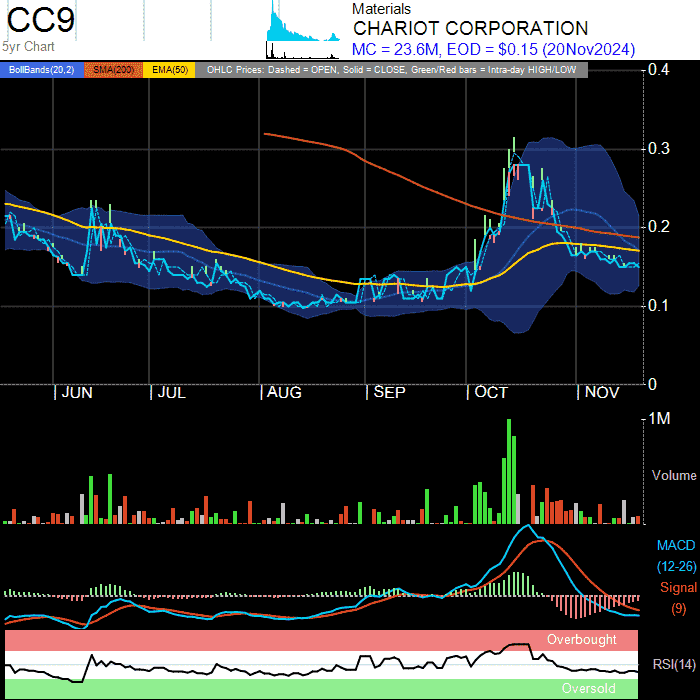 CC9
5yr Chart
Materials
CHARIOT CORPORATION
MC = 23.6M, EOD = $0.15 (20Nov2024)
BollBands(20,2) SMA(200) EMA(50) OHLC Prices: Dashed = OPEN, Solid = CLOSE, Green/Red bars = Intra-day HIGH/LOW
0.4
0.3
0.2
0.1
0
JUN JUL AUG SEP OCT NOV
1M
Volume
MACD
(12-26)
Signal
(9)
Overbought
RSI(14)
Oversold